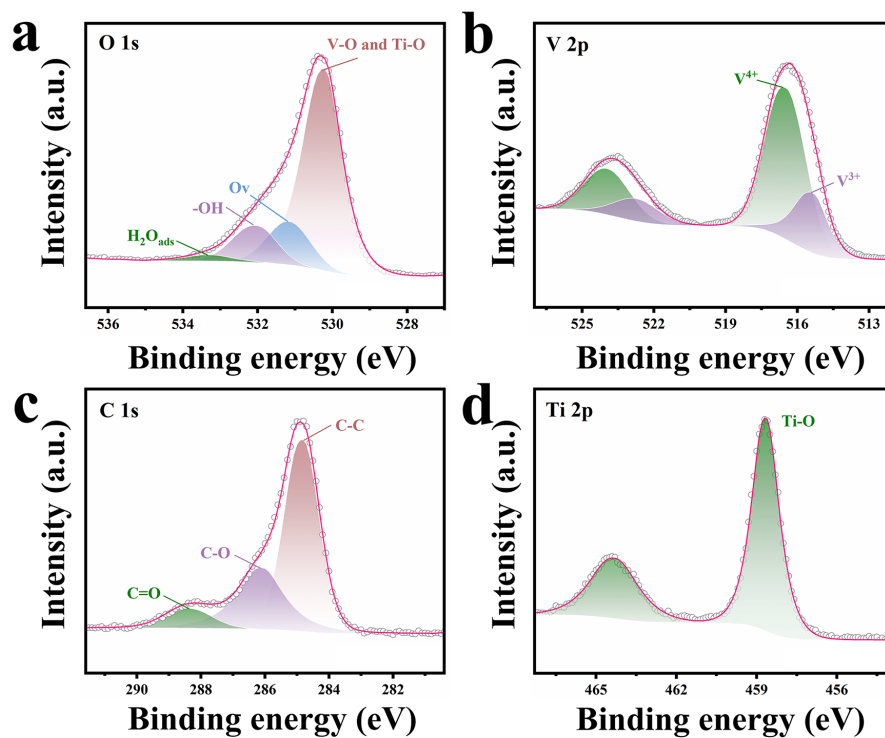 a
O 1s
V-O and Ti-O
Ov
-OH
H₂Oads
Intensity (a.u.)
536 534 532 530 528
Binding energy (eV)
b
V 2p
V⁴⁺
V³⁺
Intensity (a.u.)
525 522 519 516 513
Binding energy (eV)
c
C 1s
C-C
C-O
C=O
Intensity (a.u.)
290 288 286 284 282
Binding energy (eV)
d
Ti 2p
Ti-O
Intensity (a.u.)
465 462 459 456
Binding energy (eV)